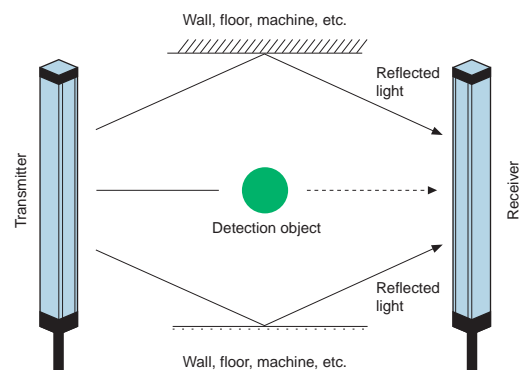 Wall, floor, machine, etc.
Reflected
light
Transmitter
Receiver
Detection object
Reflected
light
Wall, floor, machine, etc.